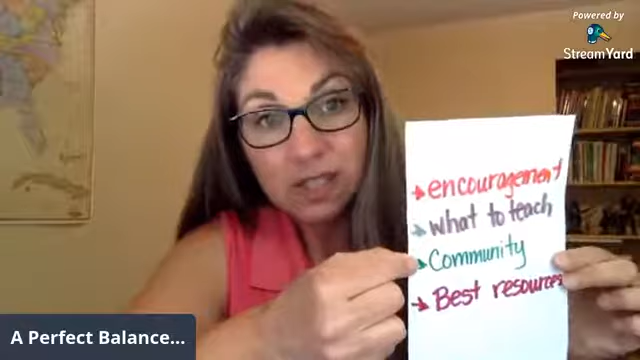 Powered by
StreamYard
encouragement
what to teach
Community
Best resources
A Perfect Balance...